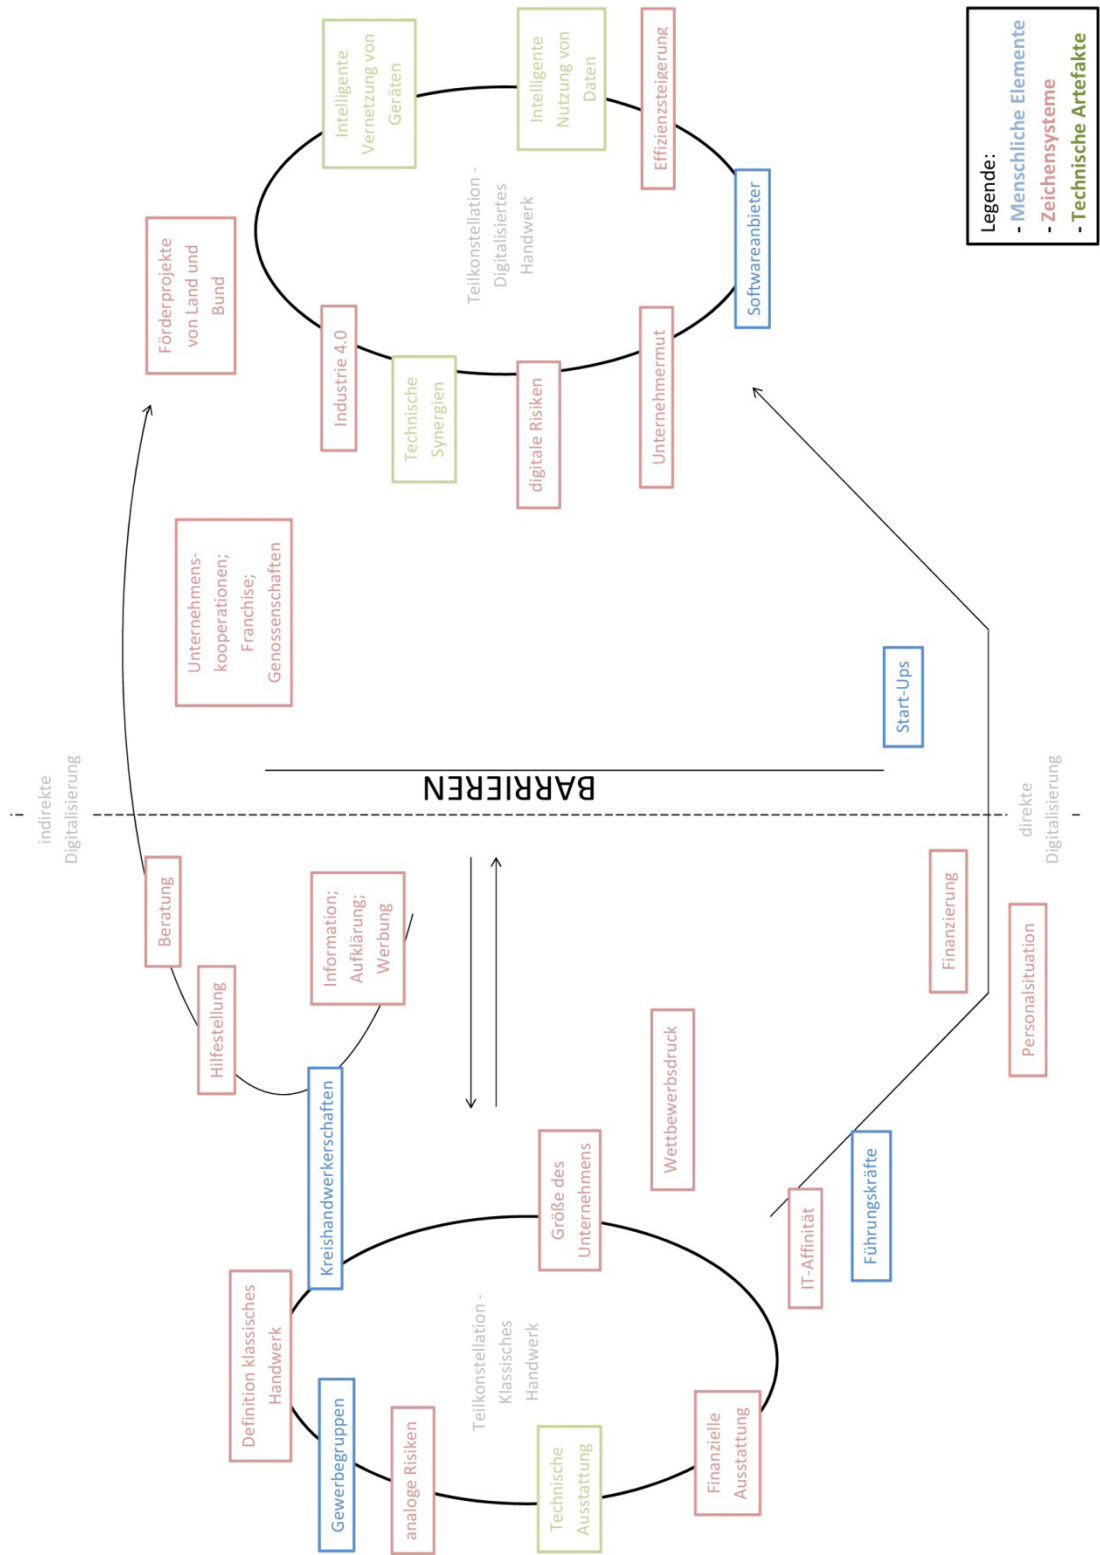 indirekte
Digitalisierung
Beratung
Hilfestellung
Förderprojekte
von Land und
Bund
Unternehmens-
kooperationen;
Franchise;
Genossenschaften
Definition klassisches
Handwerk
Gewerbegruppen
Kreishandwerkerschaften
Information;
Aufklärung;
Werbung
analoge Risiken
Teilkonstellation -
Klassisches
Handwerk
Technische
Ausstattung
Größe des
Unternehmens
Finanzielle
Ausstattung
Wettbewerbsdruck
BARRIEREN
Industrie 4.0
Technische
Synergien
digitale Risiken
Unternehmermut
Teilkonstellation -
Digitalisiertes
Handwerk
Intelligente
Vernetzung von
Geräten
Intelligente
Nutzung von
Daten
Effizienzsteigerung
Softwareanbieter
IT-Affinität
Führungskräfte
Finanzierung
Personalsituation
Start-Ups
direkte
Digitalisierung
Legende:
- Menschliche Elemente
- Zeichensysteme
- Technische Artefakte